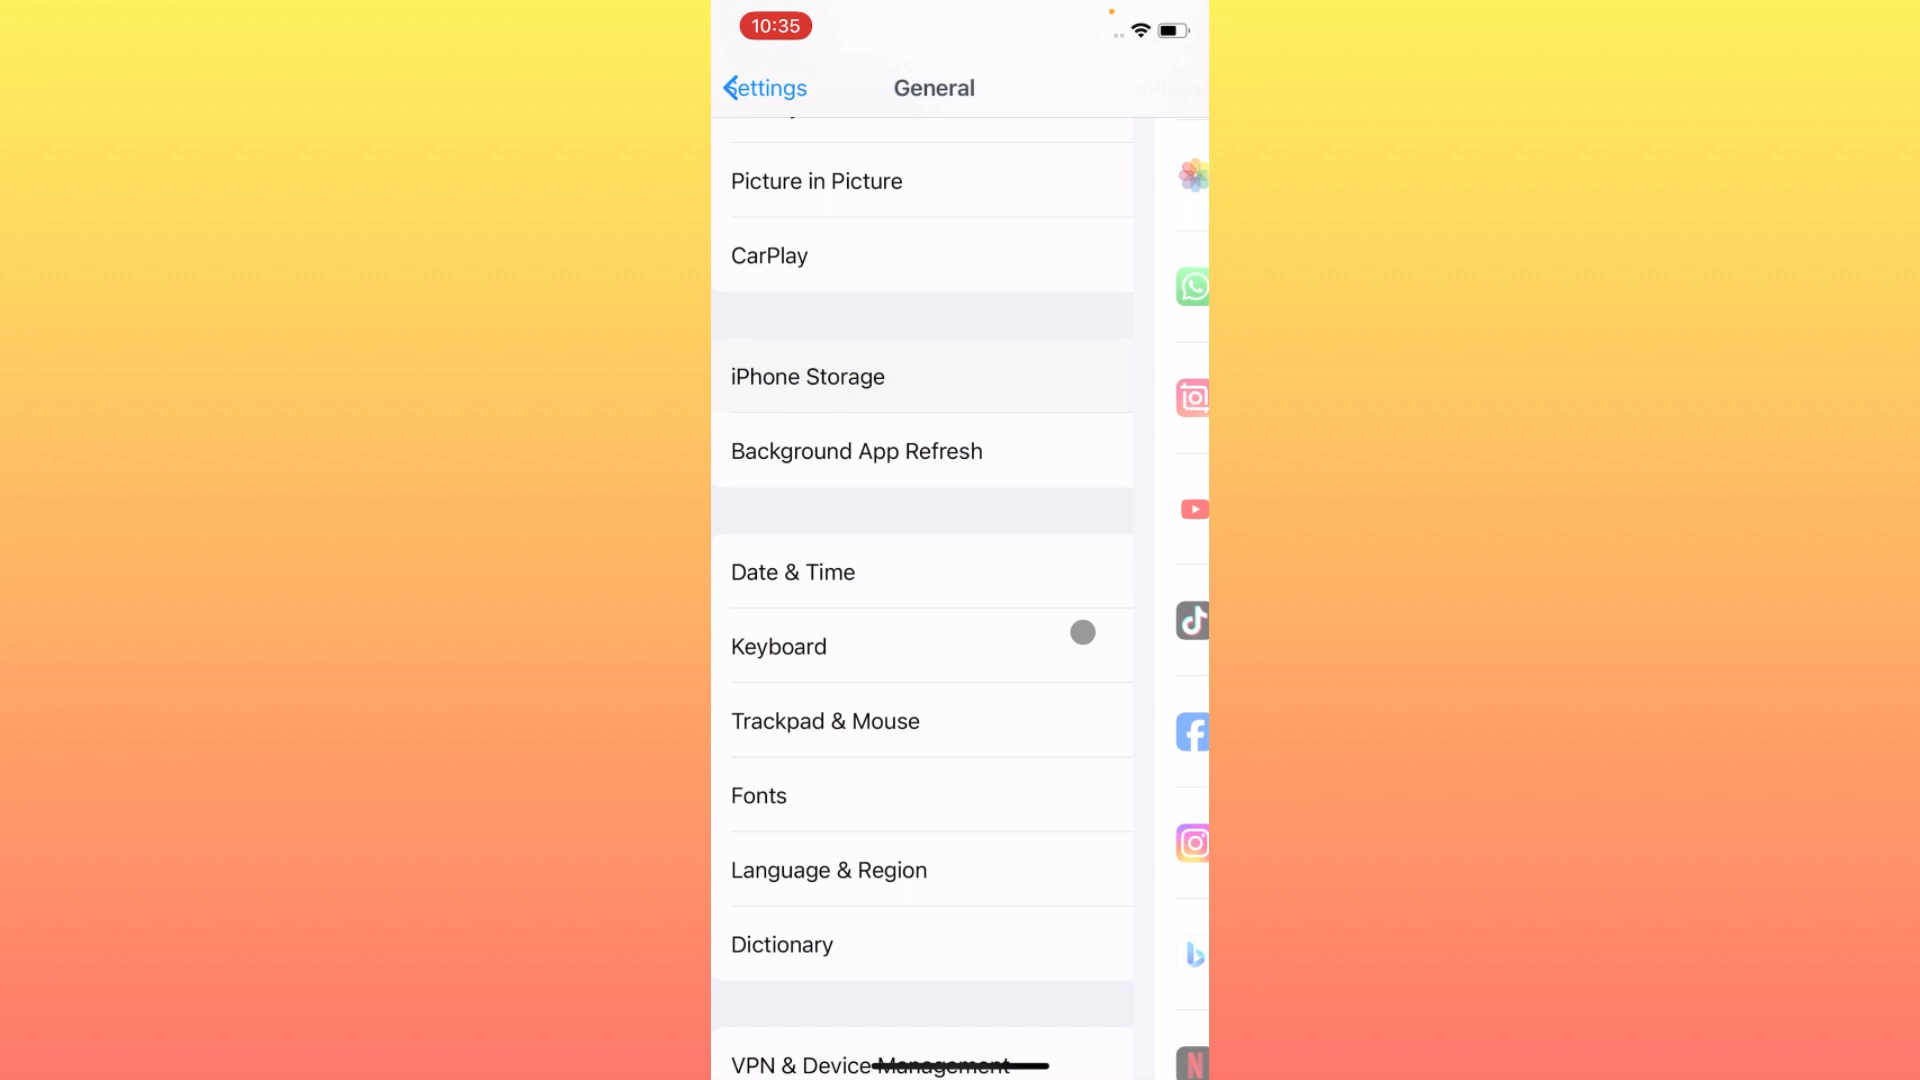 10:35
Settings
General
iPhone
Picture in Picture
CarPlay
iPhone Storage
Background App Refresh
Date & Time
Keyboard
Trackpad & Mouse
Fonts
Language & Region
Dictionary
VPN & Device Management